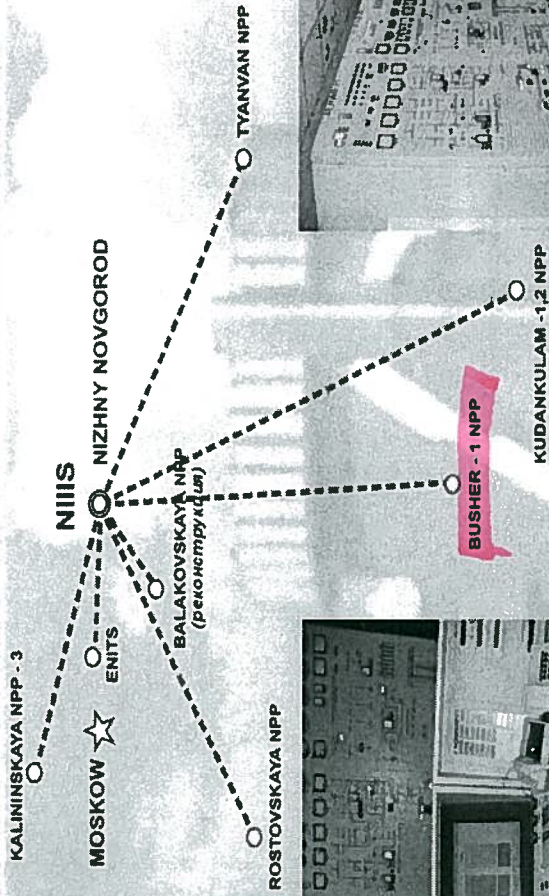 KALININSKAYA NPP - 3
MOSKOW
ENITS
NIIIS
NIZHNY NOVGOROD
TYANVAN NPP
BALAKOVSKAYA NPP
(реконструкция)
ROSTOVSKAYA NPP
BUSHER - 1 NPP
KUDANKULAM -1,2 NPP